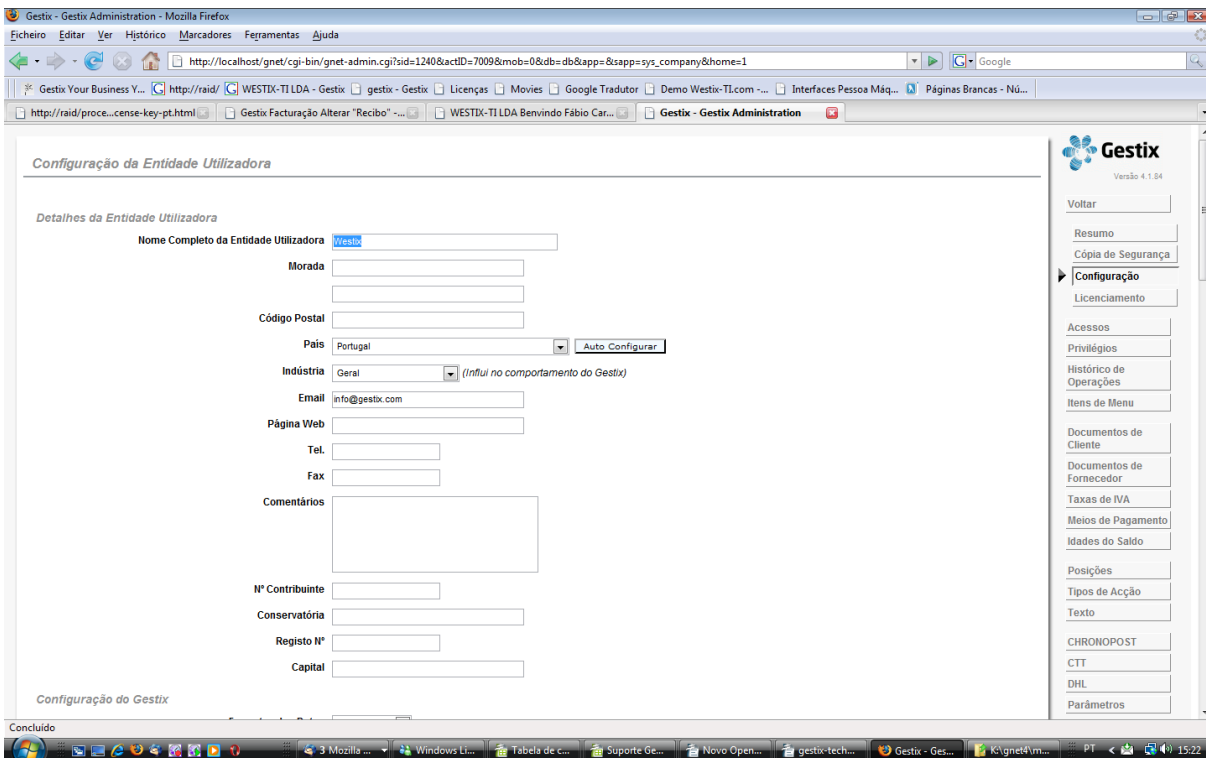 Gestix - Gestix Administration - Mozilla Firefox
Ficheiro Editar Ver Histórico Marcadores Ferramentas Ajuda
http://localhost/gnet/cgi-bin/gnet-admin.cgi?sid=1240&actID=7009&mob=0&db=db&app=&sapp=sys_company&home=1
G Google
Gestix Your Business Y... http://raid/ WESTIX-TI LDA - Gestix gestix - Gestix Licenças Movies Google Tradutor Demo Westix-TI.com -... Interfaces Pessoa Máq... Páginas Brancas - Nú...
http://raid/proce...cense-key-pt.html Gestix Facturação Alterar "Recibo" -... WESTIX-TI LDA Benvindo Fábio Car... Gestix - Gestix Administration
Configuração da Entidade Utilizadora
Detalhes da Entidade Utilizadora
Nome Completo da Entidade Utilizadora Westix
Morada
Código Postal
País Portugal Auto Configurar
Indústria Geral (Influi no comportamento do Gestix)
Email info@gestix.com
Página Web
Tel.
Fax
Comentários
Nº Contribuinte
Conservatória
Registo Nº
Capital
Configuração do Gestix
Gestix
Versão 4.1.84
Voltar
Resumo
Cópia de Segurança
Configuração
Licenciamento
Acessos
Privilégios
Histórico de
Operações
Itens de Menu
Documentos de
Cliente
Documentos de
Fornecedor
Taxas de IVA
Meios de Pagamento
Idades do Saldo
Posições
Tipos de Acção
Texto
CHRONOPOST
CTT
DHL
Parâmetros
Concluído
3 Mozilla ... Windows Li... Tabela de c... Suporte Ge... Novo Open... gestix-tech... Gestix - Ges... K:\gnet4\m... PT 15:22